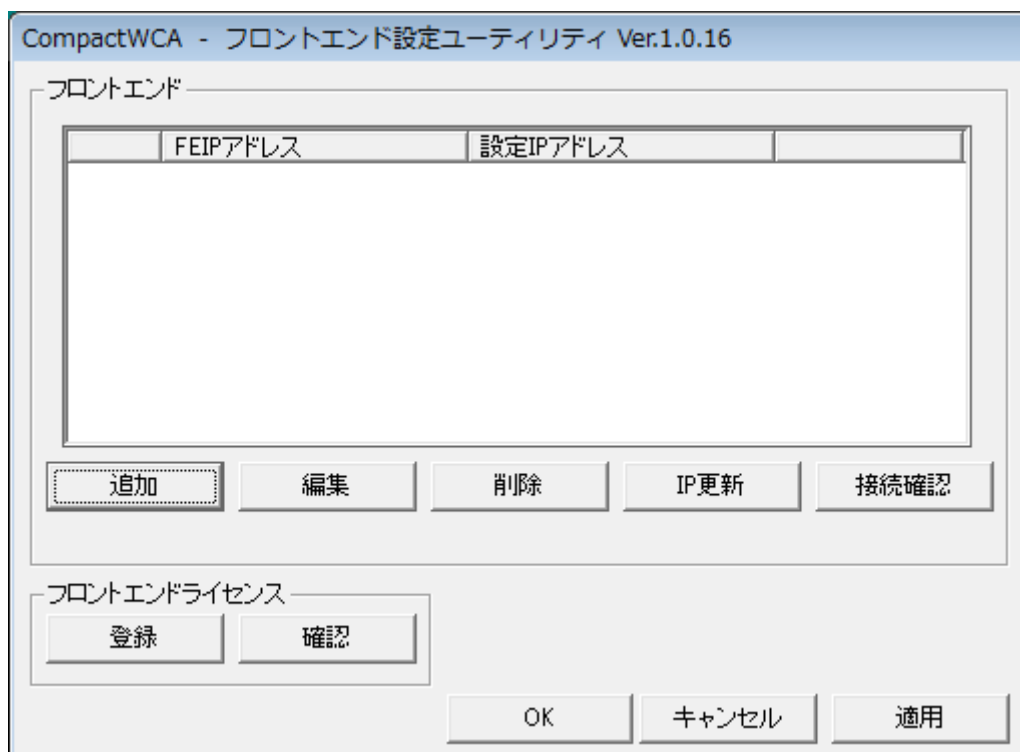 CompactWCA - フロントエンド設定ユーティリティ Ver.1.0.16
フロントエンド
FEIPアドレス 設定IPアドレス
追加 編集 削除 IP更新 接続確認
フロントエンドライセンス
登録 確認
OK キャンセル 適用